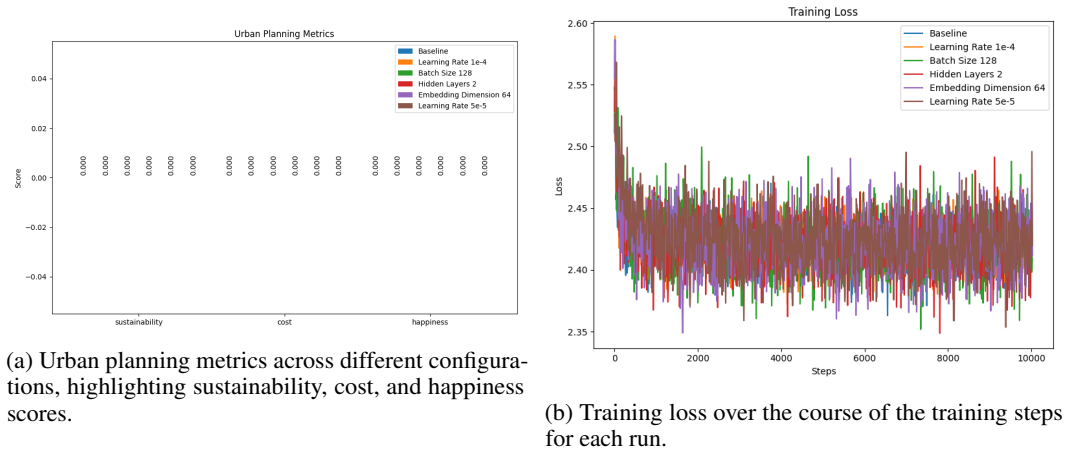 Urban Planning Metrics
Baseline
Learning Rate 1e-4
Batch Size 128
Hidden Layers 2
Embedding Dimension 64
Learning Rate 5e-5
Score
0.04
0.02
0.00
−0.02
−0.04
0.000 0.000 0.000 0.000 0.000 0.000 0.000 0.000 0.000 0.000 0.000 0.000 0.000 0.000 0.000 0.000 0.000 0.000
sustainability cost happiness
(a) Urban planning metrics across different configura-
tions, highlighting sustainability, cost, and happiness
scores.
Training Loss
Baseline
Learning Rate 1e-4
Batch Size 128
Hidden Layers 2
Embedding Dimension 64
Learning Rate 5e-5
Loss
2.60
2.55
2.50
2.45
2.40
2.35
0 2000 4000 6000 8000 10000
Steps
(b) Training loss over the course of the training steps
for each run.